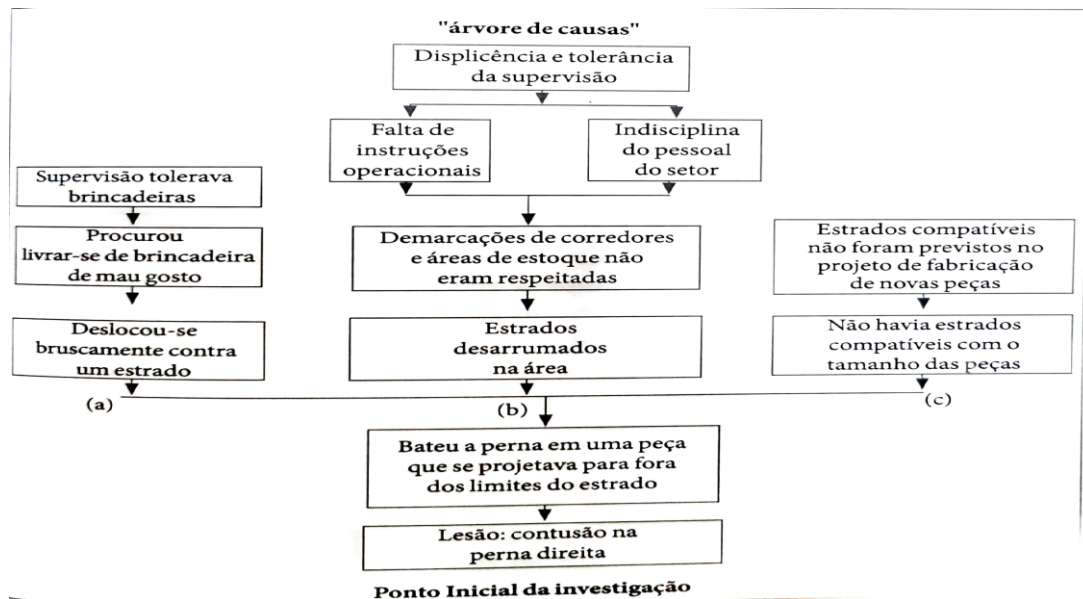 "árvore de causas"
Displicência e tolerância
da supervisão
Falta de
instruções
operacionais
Indisciplina
do pessoal
do setor
Supervisão tolerava
brincadeiras
Procurou
livrar-se de brincadeira
de mau gosto
Demarcações de corredores
e áreas de estoque não
eram respeitadas
Estrados compatíveis
não foram previstos no
projeto de fabricação
de novas peças
Deslocou-se
bruscamente contra
um estrado
Estrados
desarrumados
na área
Não havia estrados
compatíveis com o
tamanho das peças
(a)
(b)
(c)
Bateu a perna em uma peça
que se projetava para fora
dos limites do estrado
Lesão: contusão na
perna direita
Ponto Inicial da investigação